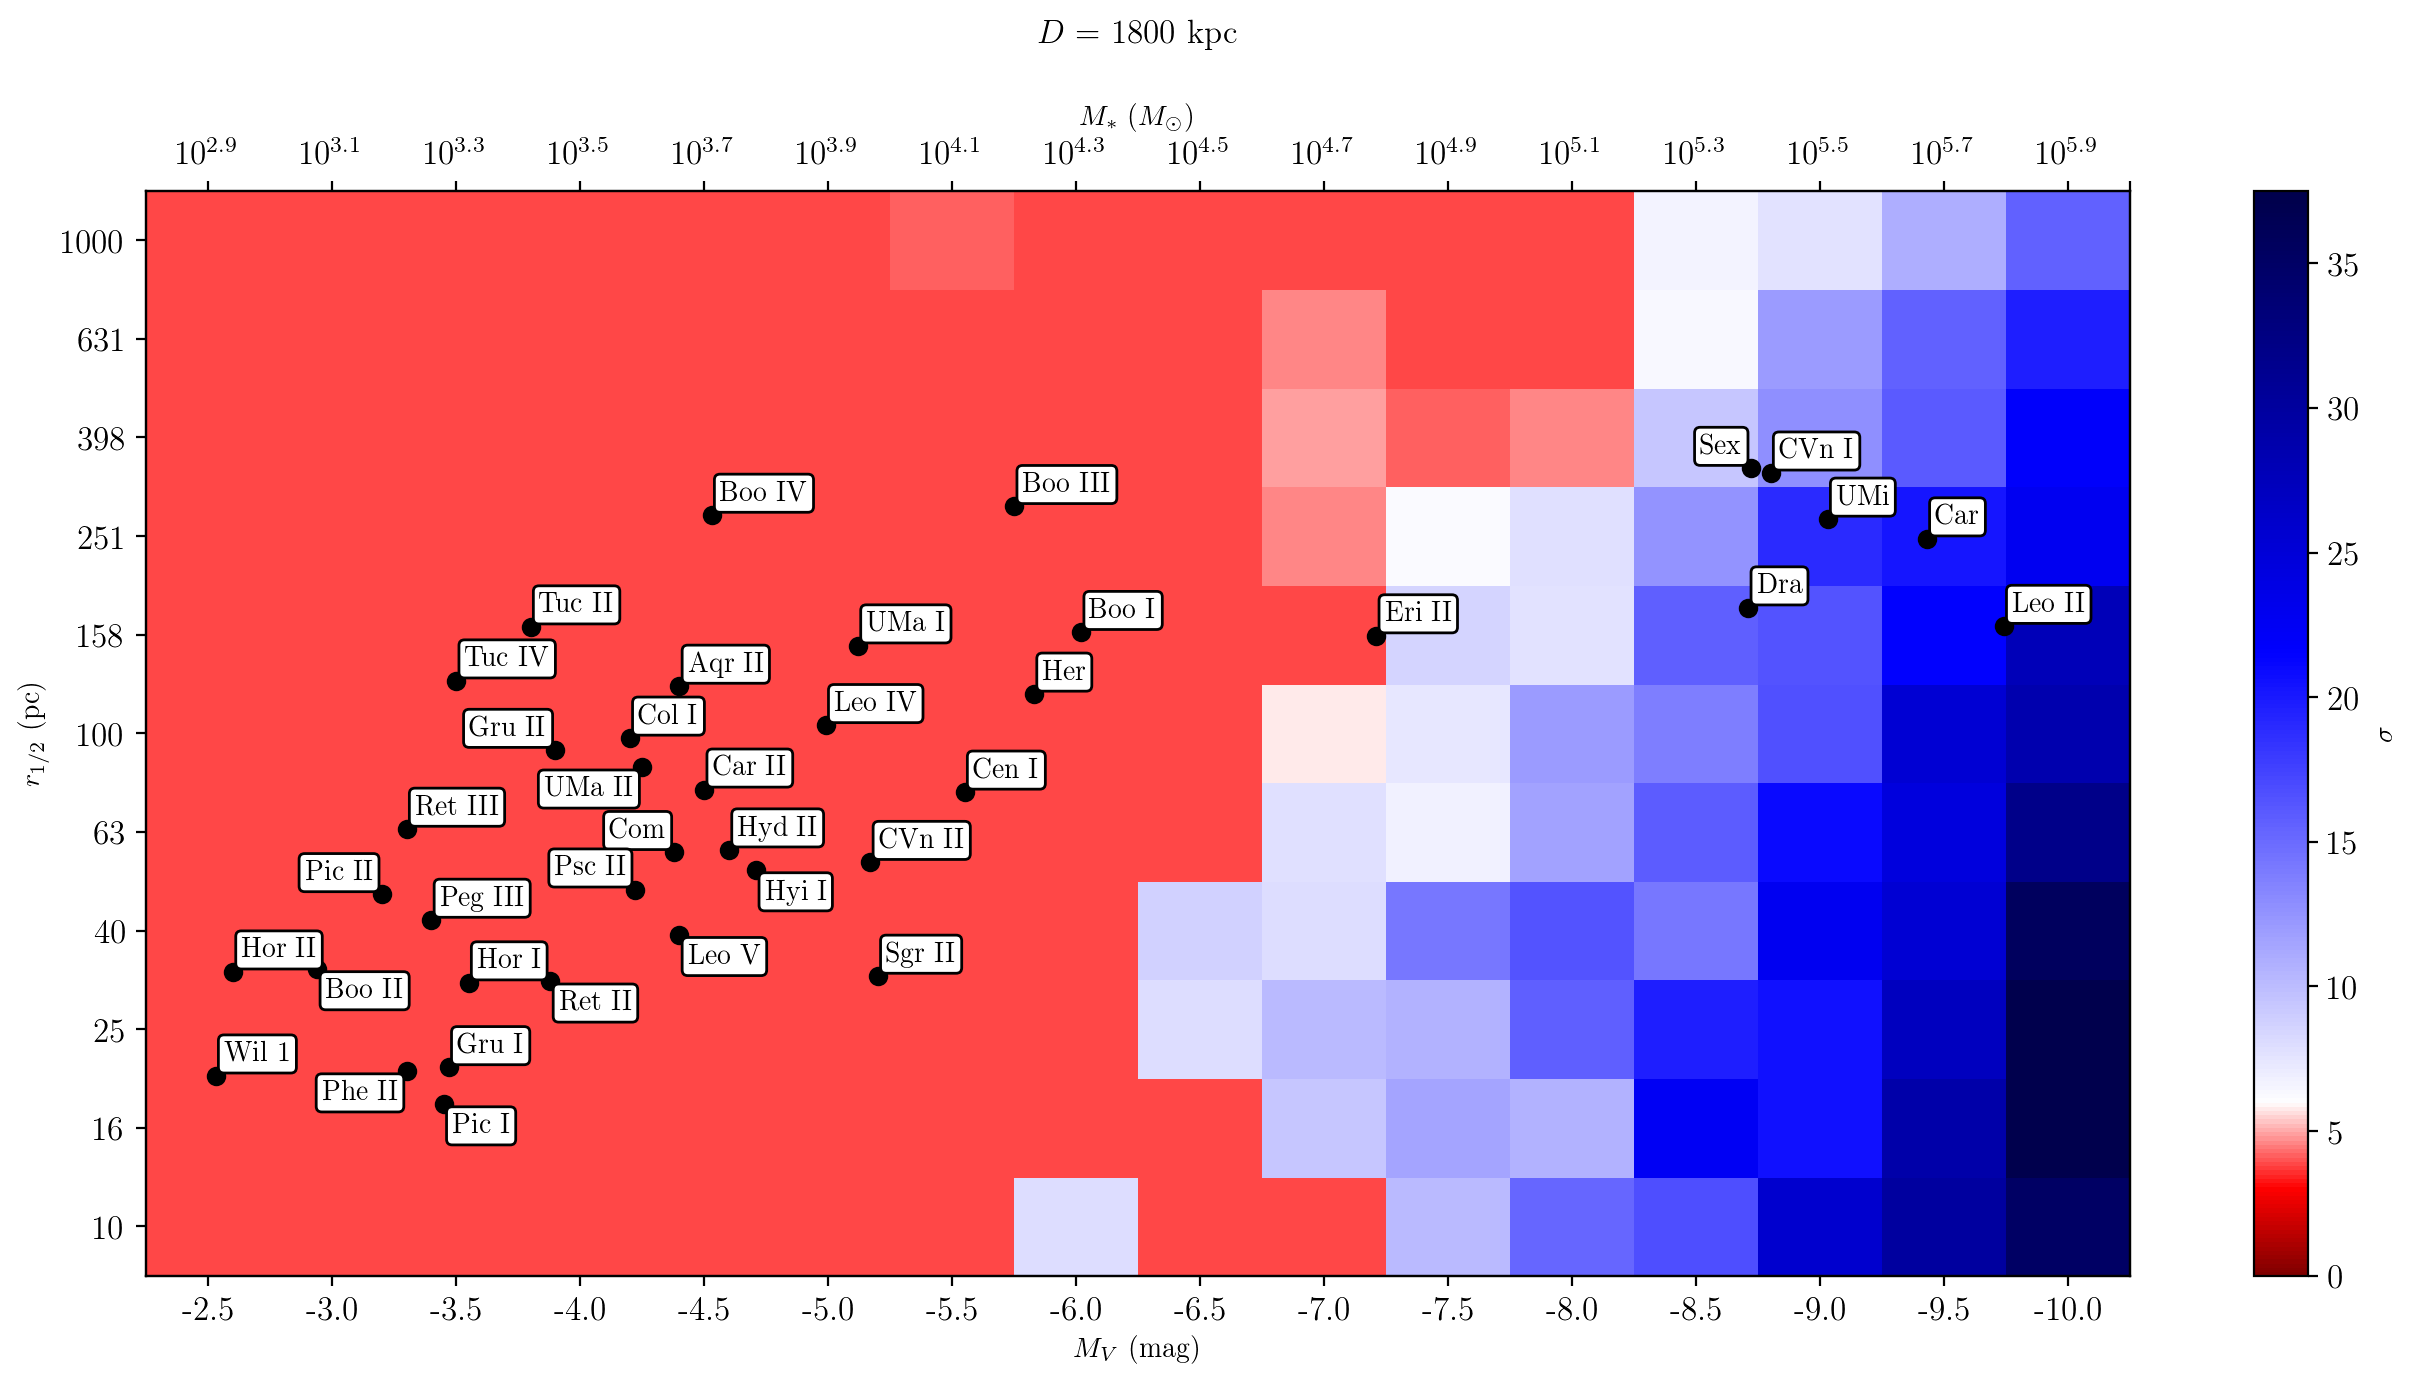 D = 1800 kpc
M* (M⊙)
10^2.9 10^3.1 10^3.3 10^3.5 10^3.7 10^3.9 10^4.1 10^4.3 10^4.5 10^4.7 10^4.9 10^5.1 10^5.3 10^5.5 10^5.7 10^5.9
1000
631
398
251
158
100
63
40
25
16
10
r1/2 (pc)
Sex
CVn I
Boo IV
Boo III
UMi
Car
Tuc II
UMa I
Boo I
Eri II
Dra
Leo II
Tuc IV
Aqr II
Her
Gru II
Col I
Leo IV
UMa II
Car II
Cen I
Ret III
Com
Hyd II
CVn II
Pic II
Psc II
Hyi I
Peg III
Hor II
Boo II
Hor I
Ret II
Leo V
Sgr II
Wil 1
Gru I
Phe II
Pic I
-2.5 -3.0 -3.5 -4.0 -4.5 -5.0 -5.5 -6.0 -6.5 -7.0 -7.5 -8.0 -8.5 -9.0 -9.5 -10.0
MV (mag)
35
30
25
20
15
10
5
0
σ